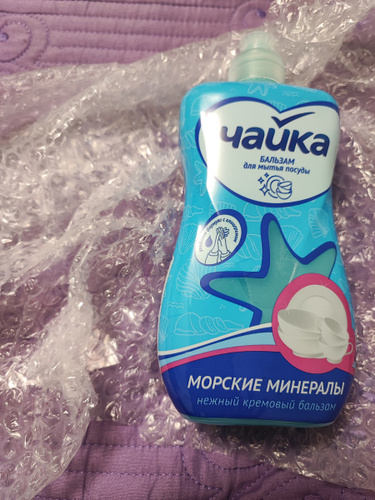 чайка
БАЛЬЗАМ
для мытья посуды
МОРСКИЕ МИНЕРАЛЫ
нежный кремовый бальзам